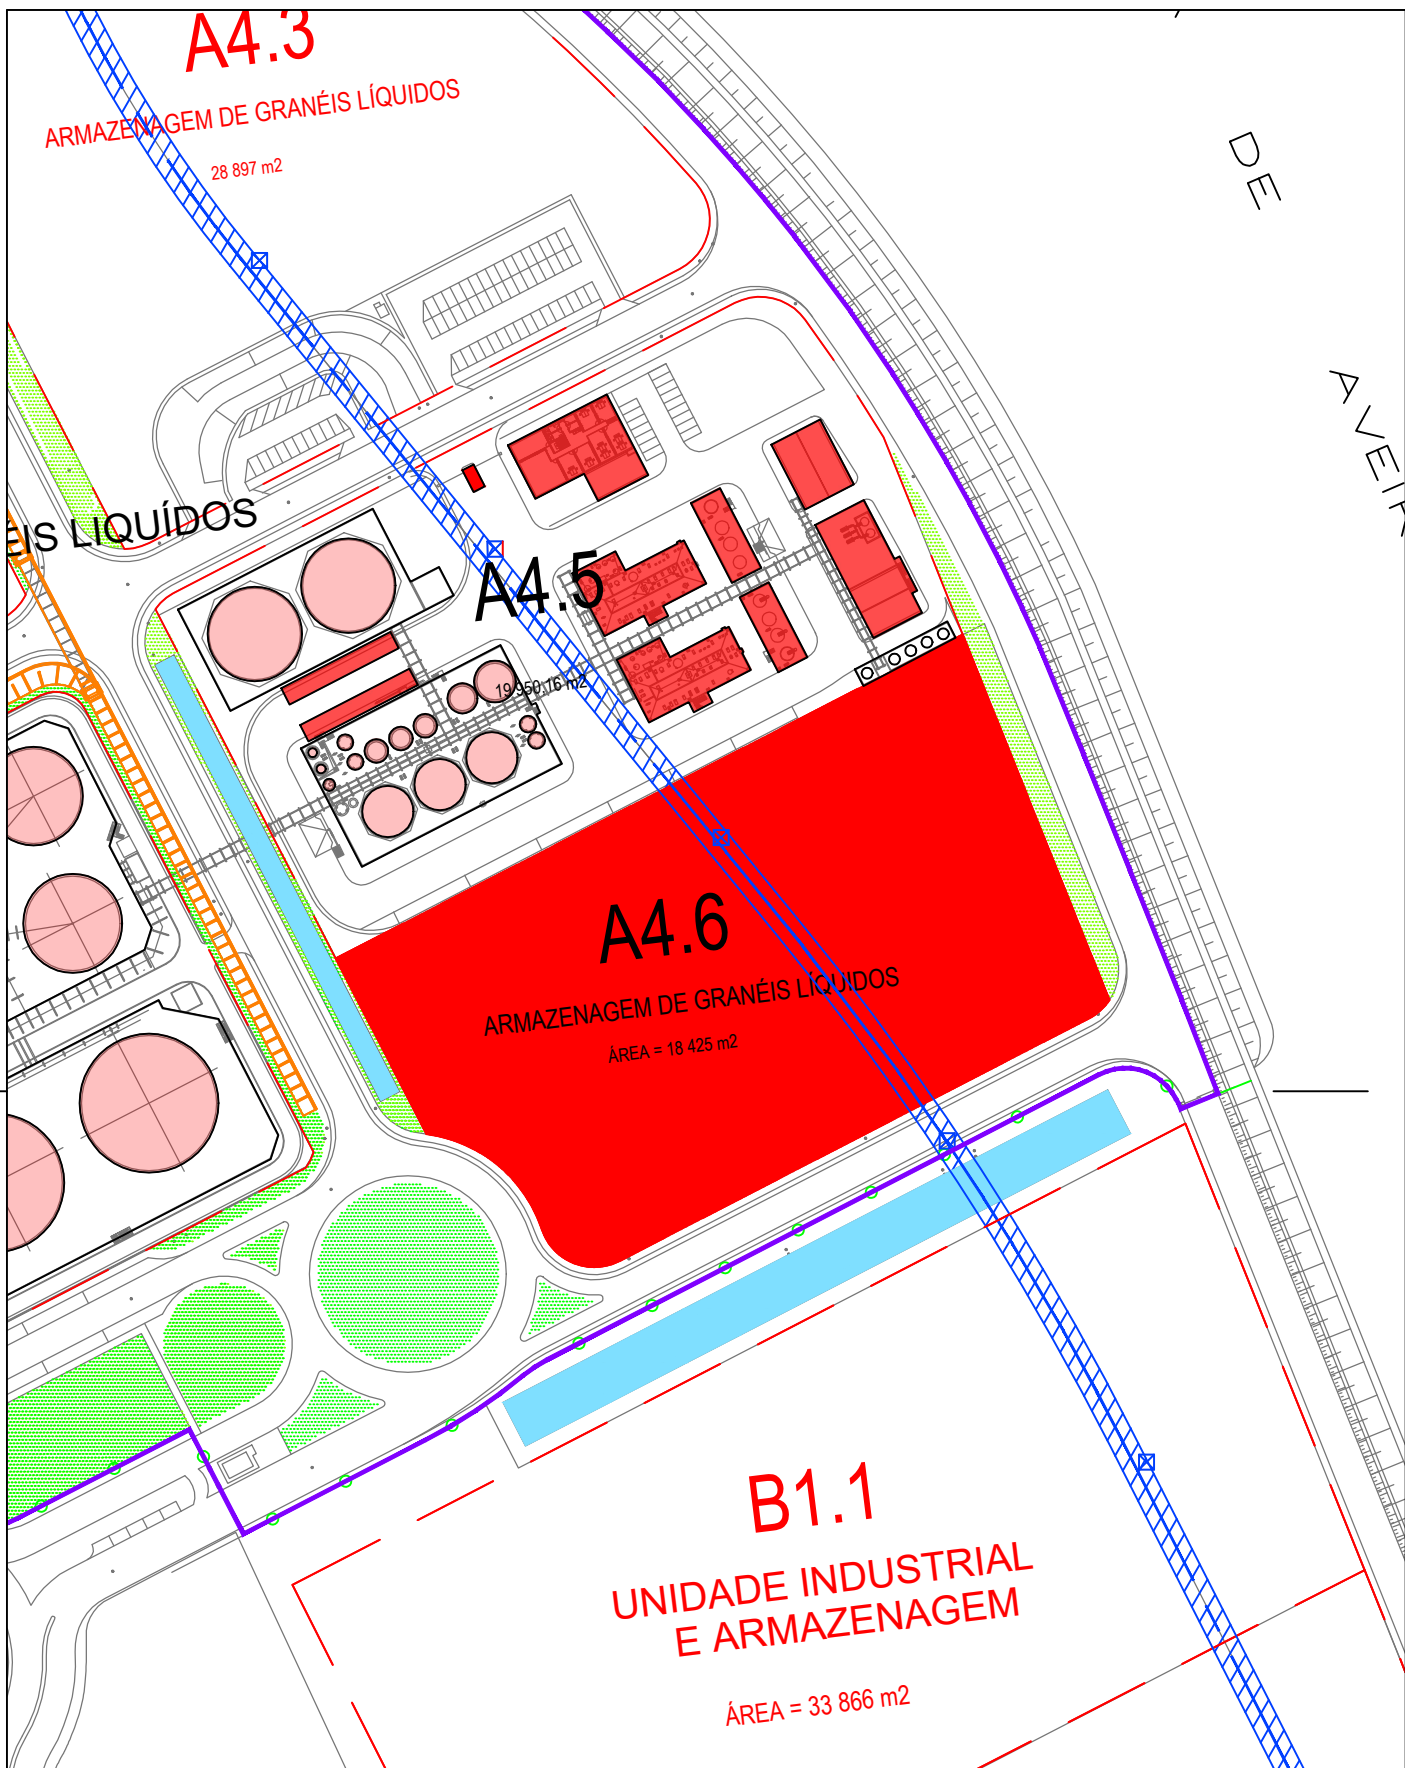 A4.3
ARMAZENAGEM DE GRANÉIS LÍQUIDOS
28 897 m2
DE
EIS LIQUÍDOS
A4.5
19 950,16 m2
A4.6
ARMAZENAGEM DE GRANÉIS LÍQUIDOS
ÁREA = 18 425 m2
B1.1
UNIDADE INDUSTRIAL
E ARMAZENAGEM
ÁREA = 33 866 m2